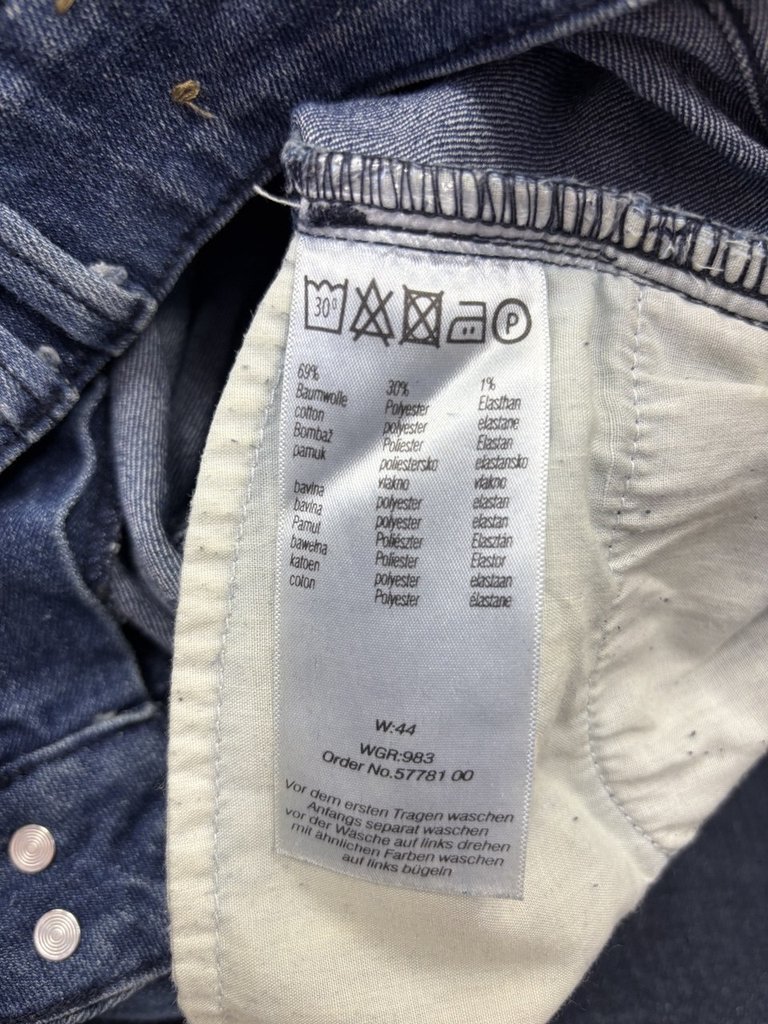 30°
P
69%
Baumwolle
cotton
Bombaž
pamuk
bavlna
bavlna
Pamut
bawełna
katoen
coton
30%
Polyester
polyester
Poliester
poliestersko
vlakno
polyester
polyester
Poliészter
Poliester
polyester
Polyester
1%
Elasthan
elastane
Elastan
elastansko
vlakno
elastan
elastan
Elasztán
Elastor
elastaan
élastane
W:44
WGR:983
Order No.57781 00
Vor dem ersten Tragen waschen
Anfangs separat waschen
vor der Wäsche auf links drehen
mit ähnlichen Farben waschen
auf links bügeln